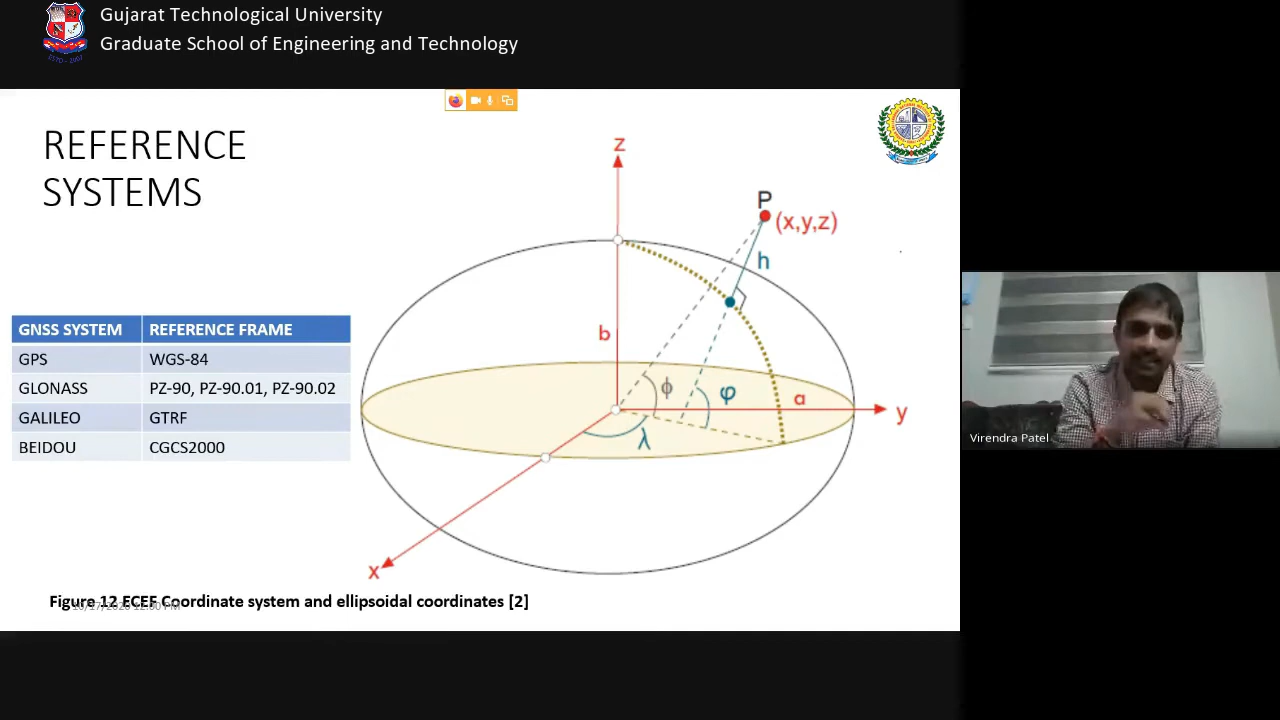 Gujarat Technological University
Graduate School of Engineering and Technology
REFERENCE
SYSTEMS
GNSS SYSTEM REFERENCE FRAME
GPS WGS-84
GLONASS PZ-90, PZ-90.01, PZ-90.02
GALILEO GTRF
BEIDOU CGCS2000
z
P
(x,y,z)
h
b
ϕ
φ
a
y
λ
x
Figure 12 ECEF Coordinate system and ellipsoidal coordinates [2]
Virendra Patel